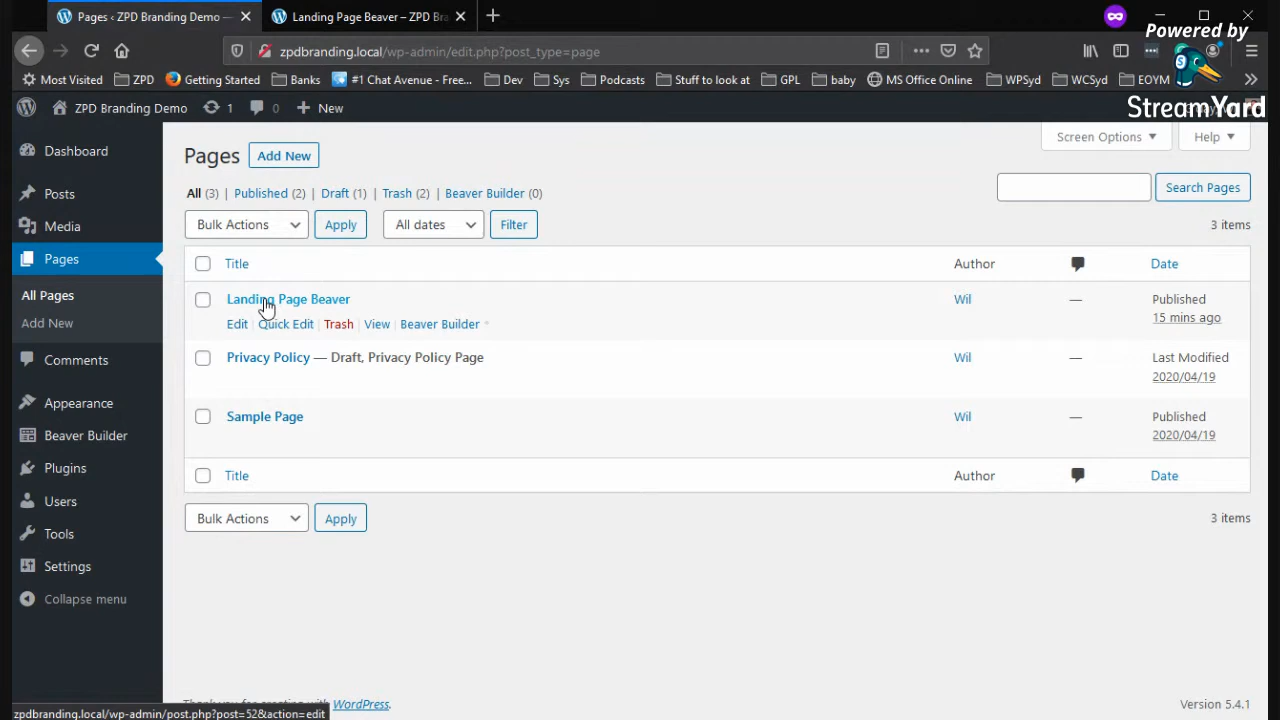 Pages ‹ ZPD Branding Demo —
Landing Page Beaver – ZPD Bra
Powered by
zpdbranding.local/wp-admin/edit.php?post_type=page
Most Visited ZPD Getting Started Banks #1 Chat Avenue - Free... Dev Sys Podcasts Stuff to look at GPL baby MS Office Online WPSyd WCSyd EOYM
StreamYard
ZPD Branding Demo 1 0 New
Screen Options Help
Dashboard
Posts
Media
Pages
All Pages
Add New
Comments
Appearance
Beaver Builder
Plugins
Users
Tools
Settings
Collapse menu
Pages Add New
All (3) | Published (2) | Draft (1) | Trash (2) | Beaver Builder (0)
Search Pages
Bulk Actions Apply All dates Filter 3 items
Title Author Date
Landing Page Beaver Wil — Published
15 mins ago
Edit | Quick Edit | Trash | View | Beaver Builder
Privacy Policy — Draft, Privacy Policy Page Wil — Last Modified
2020/04/19
Sample Page Wil — Published
2020/04/19
Title Author Date
Bulk Actions Apply 3 items
Thank you for creating with WordPress. Version 5.4.1
zpdbranding.local/wp-admin/post.php?post=52&action=edit